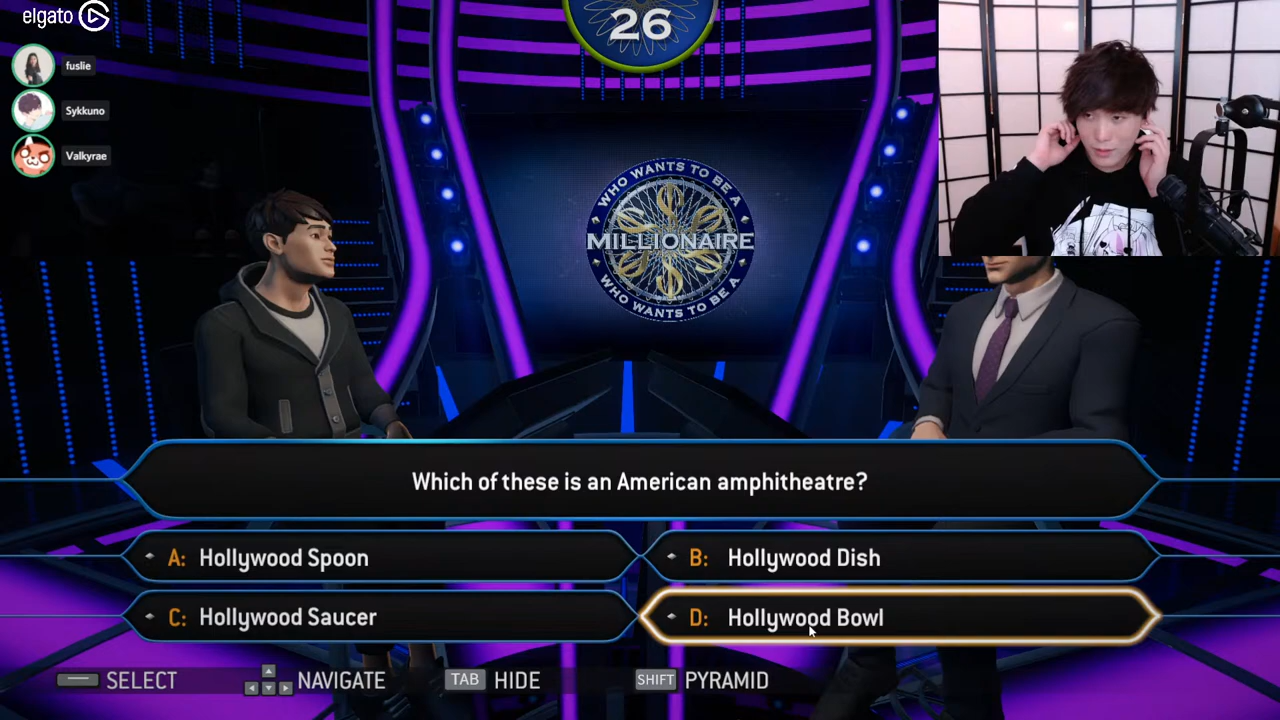 elgato
fuslie
Sykkuno
Valkyrae
26
WHO WANTS TO BE A
MILLIONAIRE
WHO WANTS TO BE A
Which of these is an American amphitheatre?
A: Hollywood Spoon
B: Hollywood Dish
C: Hollywood Saucer
D: Hollywood Bowl
SELECT
NAVIGATE
TAB HIDE
SHIFT PYRAMID